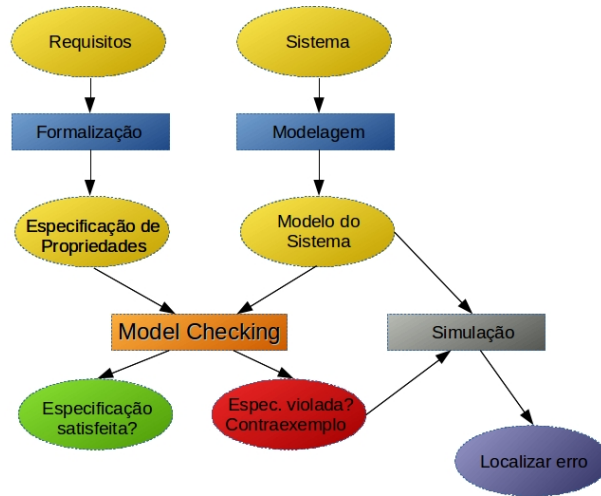 Requisitos
Sistema
Formalização
Modelagem
Especificação de
Propriedades
Modelo do
Sistema
Model Checking
Simulação
Especificação
satisfeita?
Espec. violada?
Contraexemplo
Localizar erro